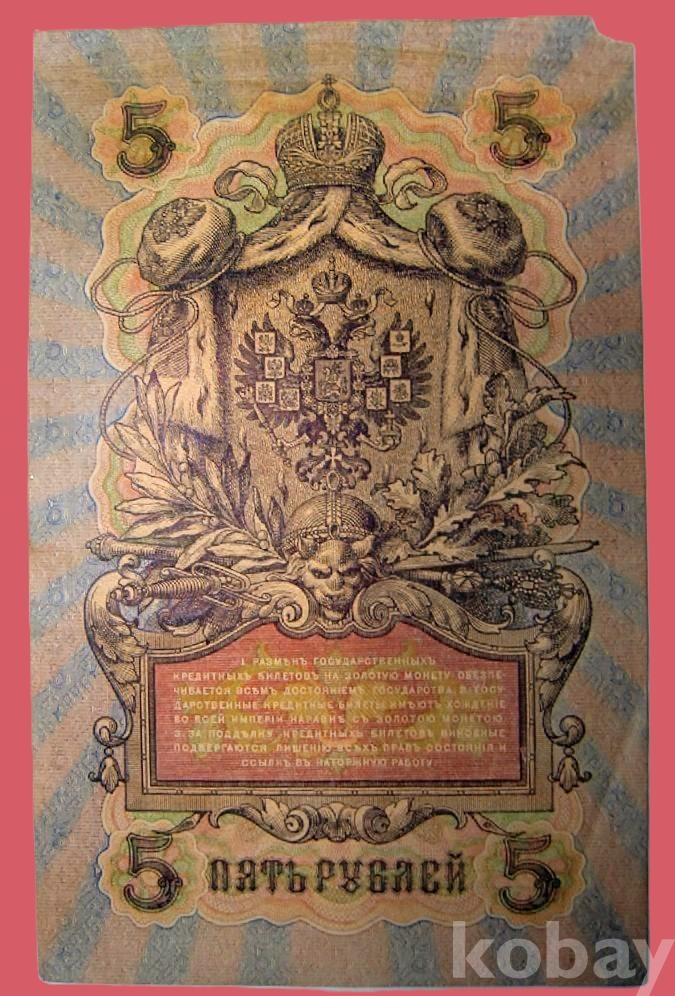 5 5
1. РАЗМѢНЪ ГОСУДАРСТВЕННЫХЪ
КРЕДИТНЫХЪ БИЛЕТОВЪ НА ЗОЛОТУЮ МОНЕТУ ОБЕЗПЕ-
ЧИВАЕТСЯ ВСѢМЪ ДОСТОЯНІЕМЪ ГОСУДАРСТВА. 2. ГОСУ-
ДАРСТВЕННЫЕ КРЕДИТНЫЕ БИЛЕТЫ ИМѢЮТЪ ХОЖДЕНІЕ
ВО ВСЕЙ ИМПЕРІИ НАРАВНѢ СЪ ЗОЛОТОЮ МОНЕТОЮ.
3. ЗА ПОДДѢЛКУ КРЕДИТНЫХЪ БИЛЕТОВЪ ВИНОВНЫЕ
ПОДВЕРГАЮТСЯ ЛИШЕНІЮ ВСѢХЪ ПРАВЪ СОСТОЯНІЯ И
ССЫЛКѢ ВЪ КАТОРЖНУЮ РАБОТУ.
5 ПЯТЬ РУБЛЕЙ 5
kobay